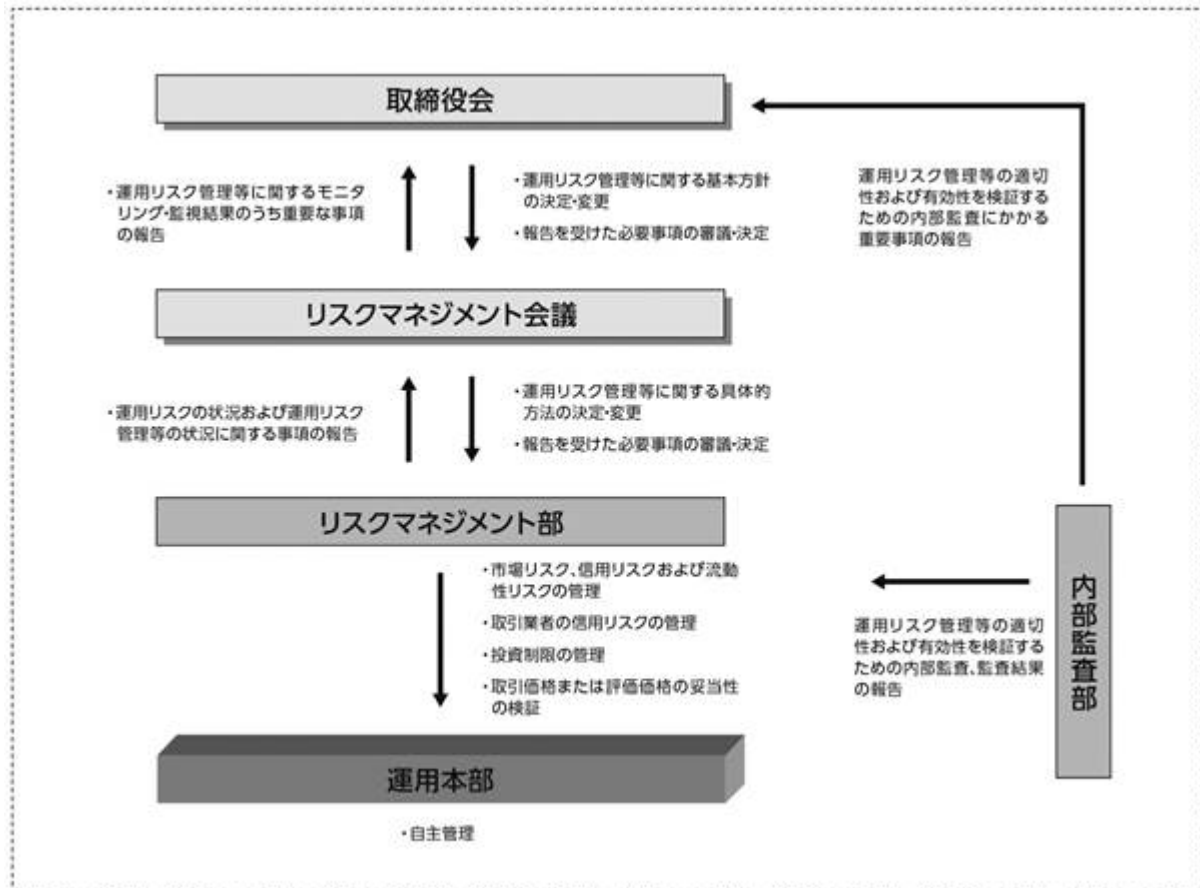 取締役会
・運用リスク管理等に関するモニタ
リング・監視結果のうち重要な事項
の報告
・運用リスク管理等に関する基本方針
の決定・変更
・報告を受けた必要事項の審議・決定
運用リスク管理等の適切
性および有効性を検証する
ための内部監査にかかる
重要事項の報告
リスクマネジメント会議
・運用リスクの状況および運用リスク
管理等の状況に関する事項の報告
・運用リスク管理等に関する具体的
方法の決定・変更
・報告を受けた必要事項の審議・決定
リスクマネジメント部
・市場リスク、信用リスクおよび流動
性リスクの管理
・取引業者の信用リスクの管理
・投資制限の管理
・取引価格または評価価格の妥当性
の検証
運用リスク管理等の適切
性および有効性を検証する
ための内部監査、監査結果
の報告
内部監査部
運用本部
・自主管理